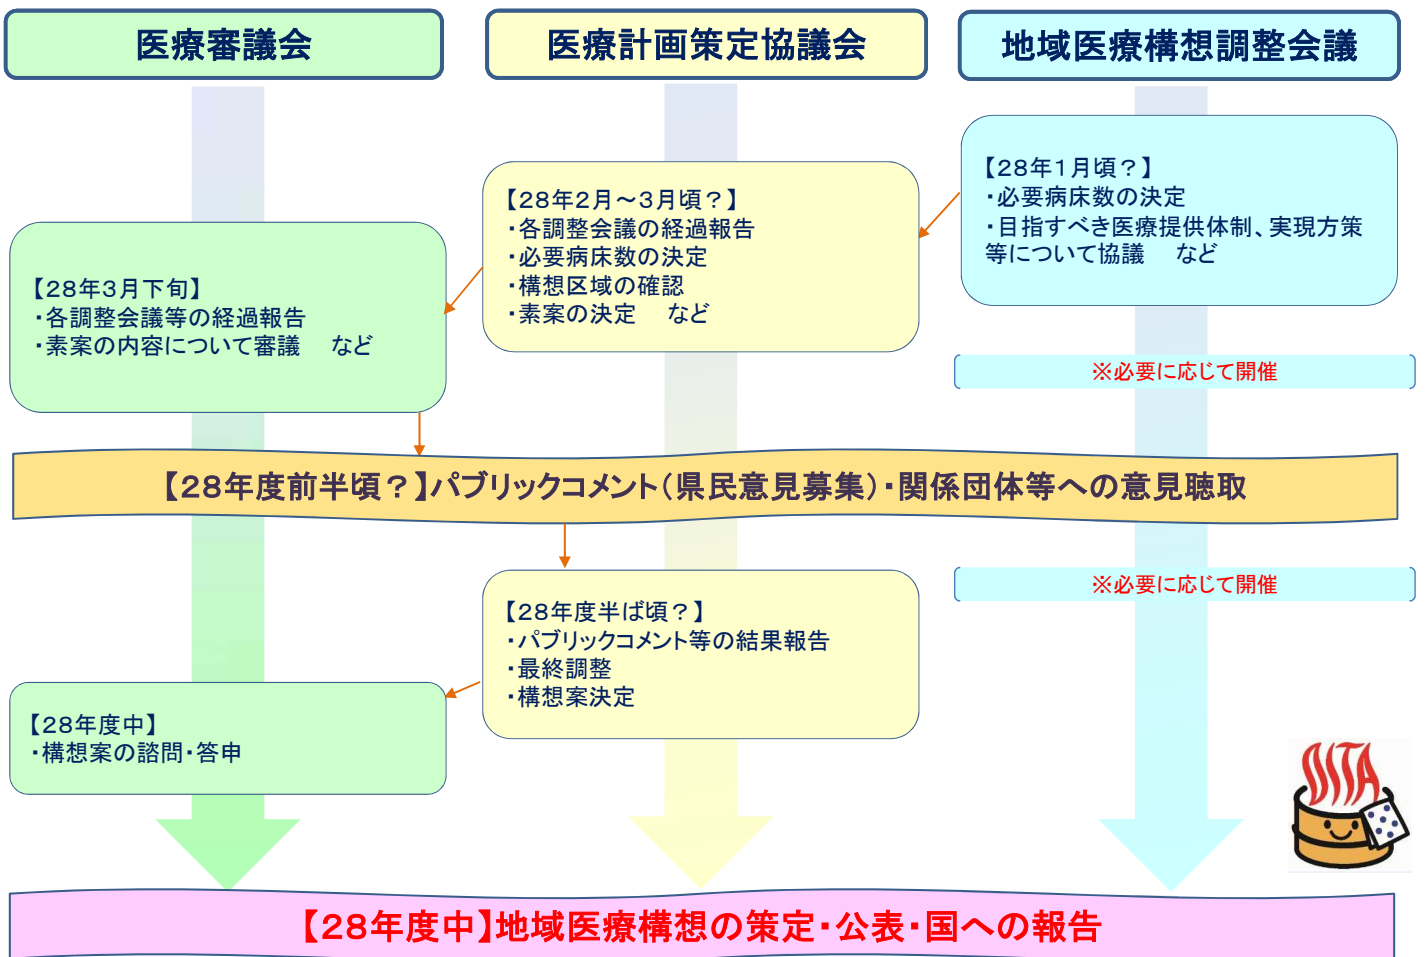 医療審議会
医療計画策定協議会
地域医療構想調整会議
【28年1月頃?】
・必要病床数の決定
・目指すべき医療提供体制、実現方策
等について協議　など
【28年2月~3月頃?】
・各調整会議の経過報告
・必要病床数の決定
・構想区域の確認
・素案の決定　など
【28年3月下旬】
・各調整会議等の経過報告
・素案の内容について審議　など
※必要に応じて開催
【28年度前半頃?】パブリックコメント(県民意見募集)・関係団体等への意見聴取
※必要に応じて開催
【28年度半ば頃?】
・パブリックコメント等の結果報告
・最終調整
・構想案決定
【28年度中】
・構想案の諮問・答申
OITA
【28年度中】地域医療構想の策定・公表・国への報告